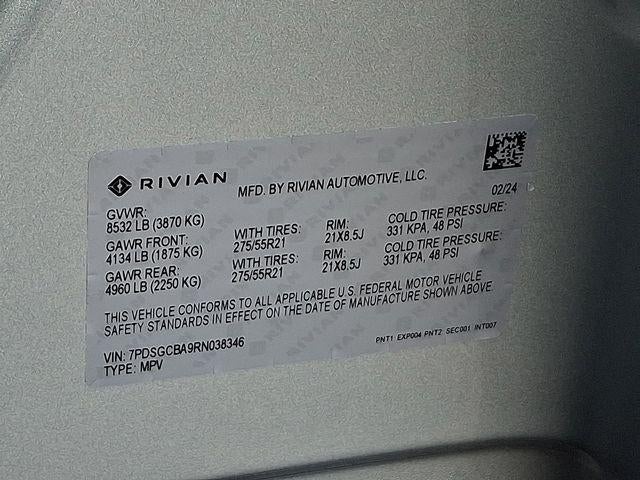 RIVIAN MFD. BY RIVIAN AUTOMOTIVE, LLC.
02/24
GVWR:
8532 LB (3870 KG)
GAWR FRONT: WITH TIRES: RIM: COLD TIRE PRESSURE:
4134 LB (1875 KG) 275/55R21 21X8.5J 331 KPA, 48 PSI
GAWR REAR: WITH TIRES: RIM: COLD TIRE PRESSURE:
4960 LB (2250 KG) 275/55R21 21X8.5J 331 KPA, 48 PSI
THIS VEHICLE CONFORMS TO ALL APPLICABLE U.S. FEDERAL MOTOR VEHICLE
SAFETY STANDARDS IN EFFECT ON THE DATE OF MANUFACTURE SHOWN ABOVE.
VIN: 7PDSGCBA9RN038346
TYPE: MPV
PNT1 EXP004 PNT2 SEC001 INT007